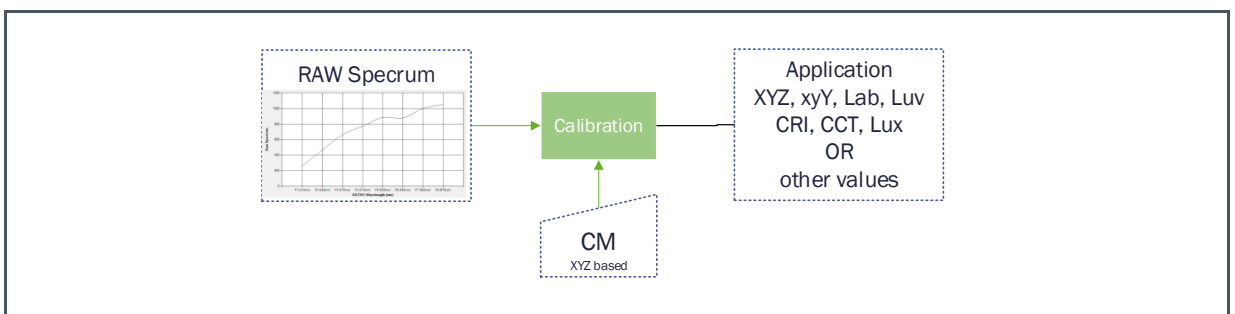 RAW Specrum
Calibration
CM
XYZ based
Application
XYZ, xyY, Lab, Luv
CRI, CCT, Lux
OR
other values